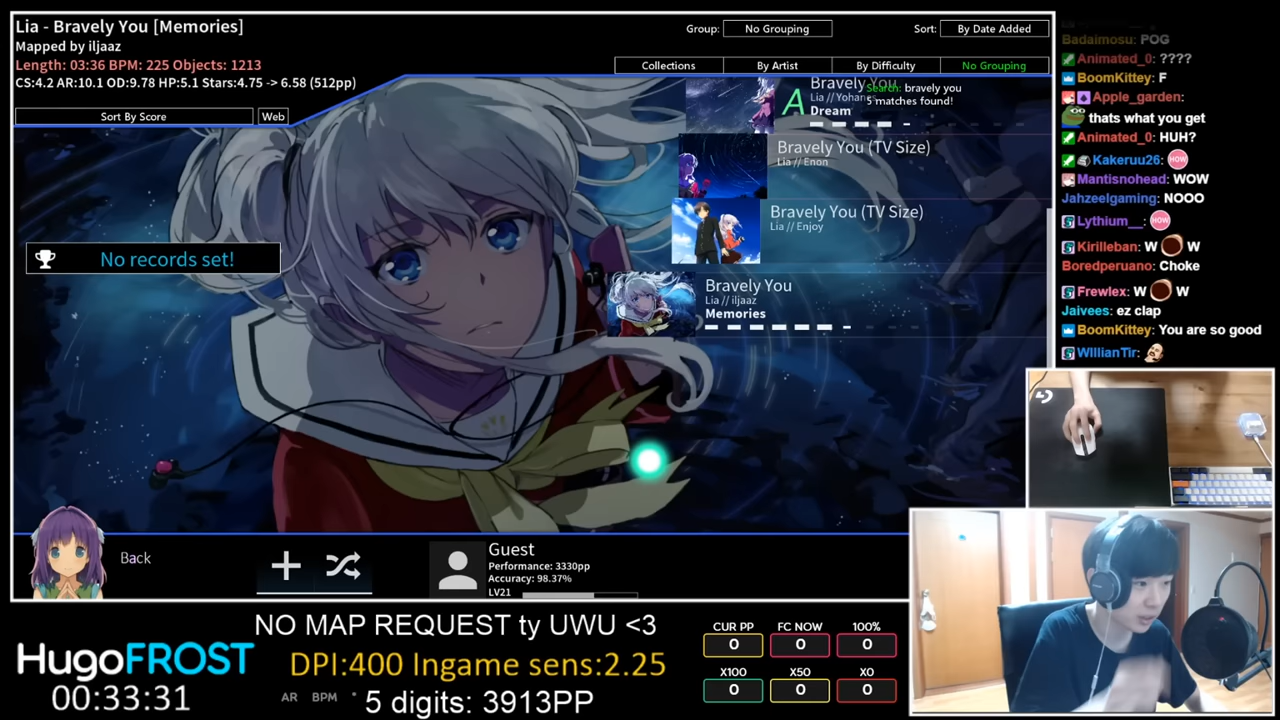 Lia - Bravely You [Memories]
Mapped by iljaaz
Length: 03:36 BPM: 225 Objects: 1213
CS:4.2 AR:10.1 OD:9.78 HP:5.1 Stars:4.75 -> 6.58 (512pp)
Sort By Score
Web
Group:
No Grouping
Sort:
By Date Added
Collections
By Artist
By Difficulty
No Grouping
Search: bravely you
5 matches found!
A
Bravely You
Lia // Yohanes
Dream
Bravely You (TV Size)
Lia // Enon
Bravely You (TV Size)
Lia // Enjoy
Bravely You
Lia // iljaaz
Memories
No records set!
Back
Guest
Performance: 3330pp
Accuracy: 98.37%
LV21
Badaimosu: POG
Animated_0: ????
BoomKittey: F
Apple_garden:
thats what you get
Animated_0: HUH?
Kakeruu26: HOW
Mantisnohead: WOW
Jahzeelgaming: NOOO
Lythium__: HOW
Kirilleban: W W
Boredperuano: Choke
Frewlex: W W
Jaivees: ez clap
BoomKittey: You are so good
WIllianTir:
NO MAP REQUEST ty UWU <3
HugoFROST
DPI:400 Ingame sens:2.25
00:33:31
AR BPM
5 digits: 3913PP
CUR PP
FC NOW
100%
0
0
0
X100
X50
X0
0
0
0